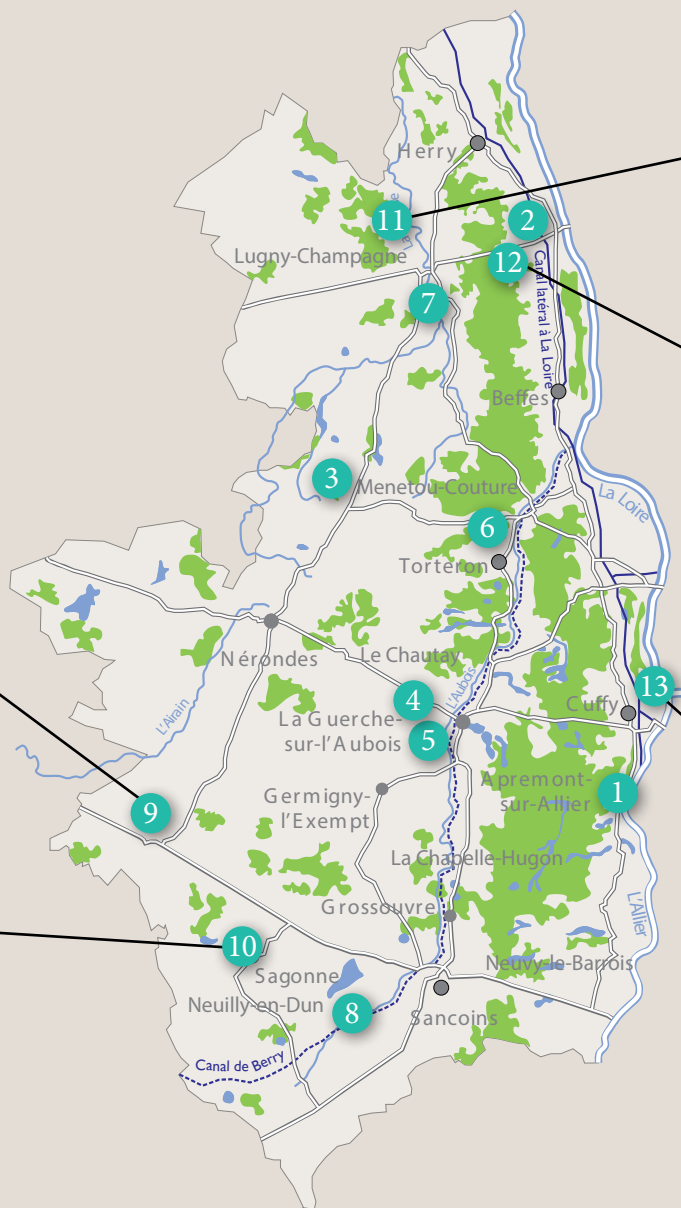 Herry
11
2
Lugny-Champagne
12
Canal latéral à La Loire
7
Beffes
3
Menetou-Couture
La Loire
6
Torteron
Nérondes
Le Chautay
L'Aubois
L'Airain
4
13
Cuffy
La Guerche-
sur-l'Aubois
5
Apremont-
sur-Allier
1
Germigny-
l'Exempt
9
La Chapelle-Hugon
Grossouvre
L'Allier
10
Sagonne
Neuvy-le-Barrois
Neuilly-en-Dun
8
Sancoins
Canal de Berry